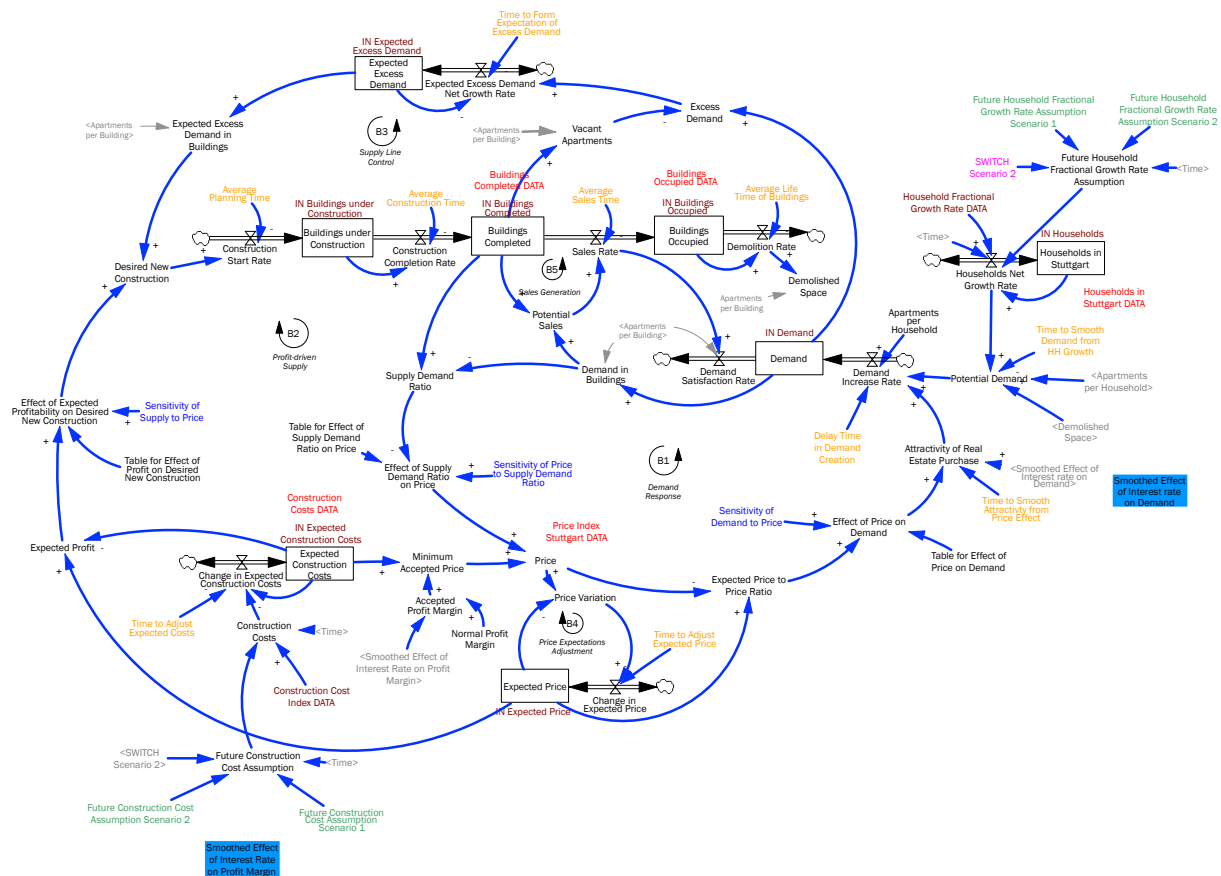 Time to Form
Expectation of
Excess Demand
IN Expected
Excess Demand
Expected
Excess
Demand
Expected Excess Demand
Net Growth Rate
<Apartments
per Building>
Expected Excess
Demand in
Buildings
B3
Supply Line
Control
<Apartments
per Building>
Vacant
Apartments
Excess
Demand
Future Household Fractional
Growth Rate Assumption
Scenario 1
Future Household
Fractional Growth Rate
Assumption Scenario 2
SWITCH
Scenario 2
Future Household
Fractional Growth Rate
Assumption
<Time>
Average
Planning Time
IN Buildings under
Construction
Buildings under
Construction
Construction
Start Rate
Average
Construction Time
Construction
Completion Rate
Buildings
Completed DATA
IN Buildings
Completed
Buildings
Completed
Average
Sales Time
Sales Rate
Buildings
Occupied DATA
IN Buildings
Occupied
Buildings
Occupied
Average Life
Time of Buildings
Demolition Rate
Demolished
Space
Apartments
per Building
Household Fractional
Growth Rate DATA
<Time>
IN Households
Households in
Stuttgart
Households Net
Growth Rate
Households in
Stuttgart DATA
Desired New
Construction
B5
Sales Generation
Potential
Sales
B2
Profit-driven
Supply
<Apartments
per Building>
IN Demand
Demand
Demand
Satisfaction Rate
Apartments
per
Household
Demand
Increase Rate
Time to Smooth
Demand from
HH Growth
Potential Demand
<Apartments
per Household>
<Demolished
Space>
Supply Demand
Ratio
Demand in
Buildings
Effect of Expected
Profitability on Desired
New Construction
Sensitivity of
Supply to Price
Table for Effect of
Profit on Desired
New Construction
Table for Effect of
Supply Demand
Ratio on Price
Effect of Supply
Demand Ratio
on Price
Sensitivity of Price
to Supply Demand
Ratio
B1
Demand
Response
Delay Time
in Demand
Creation
Attractivity of Real
Estate Purchase
<Smoothed Effect of
Interest rate on
Demand>
Time to Smooth
Attractivity from
Price Effect
Smoothed Effect
of Interest rate
on Demand
Sensitivity of
Demand to Price
Effect of Price on
Demand
Table for Effect of
Price on Demand
Construction
Costs DATA
IN Expected
Construction Costs
Expected
Construction
Costs
Change in Expected
Construction Costs
Expected Profit
Minimum
Accepted Price
Price Index
Stuttgart DATA
Price
Expected Price to
Price Ratio
Price Variation
Accepted
Profit Margin
Normal Profit
Margin
<Smoothed Effect of
Interest Rate on Profit
Margin>
B4
Price Expectations
Adjustment
Time to Adjust
Expected Price
Time to Adjust
Expected Costs
Construction
Costs
<Time>
Construction Cost
Index DATA
Expected Price
IN Expected Price
Change in
Expected Price
<SWITCH
Scenario 2>
Future Construction
Cost Assumption
<Time>
Future Construction Cost
Assumption Scenario 2
Future Construction
Cost Assumption
Scenario 1
Smoothed Effect
of Interest Rate
on Profit Margin